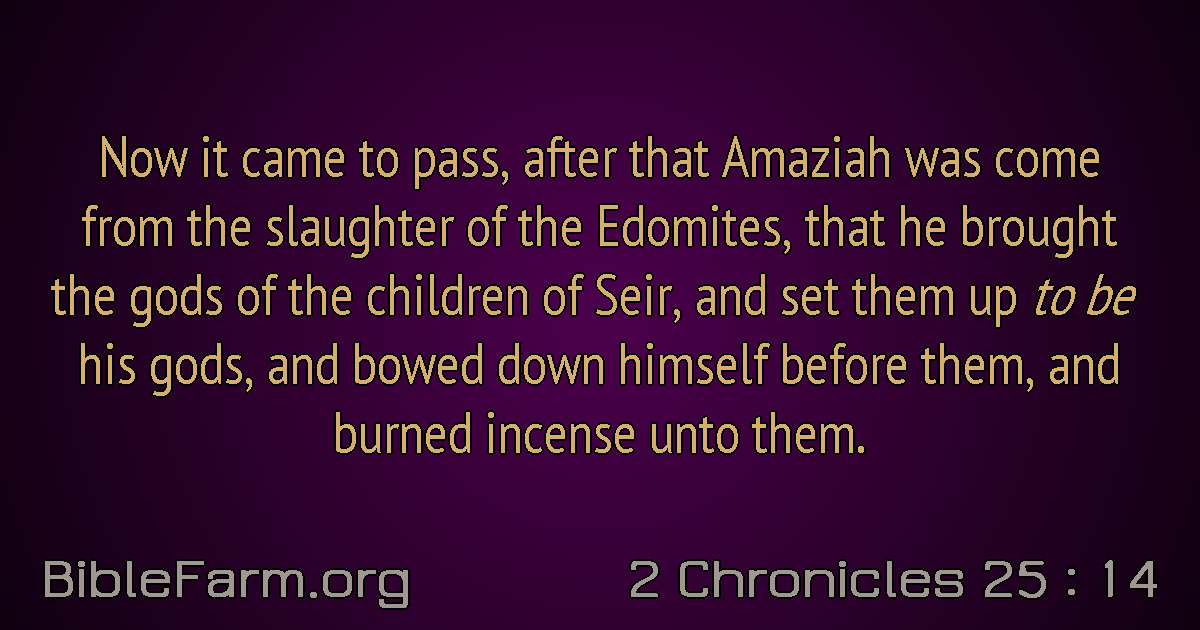 Now it came to pass, after that Amaziah was come
from the slaughter of the Edomites, that he brought
the gods of the children of Seir, and set them up to be
his gods, and bowed down himself before them, and
burned incense unto them.
BibleFarm.org
2 Chronicles 25 : 14